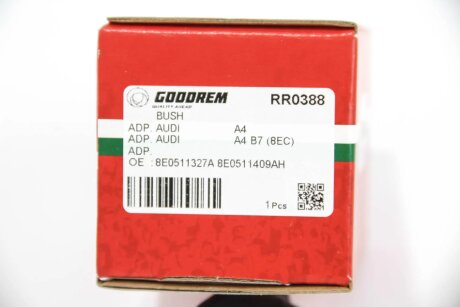 GOODREM RR0388
QUALITY AHEAD
BUSH
ADP. AUDI A4
ADP. AUDI A4 B7 (8EC)
ADP.
OE : 8E0511327A 8E0511409AH
1 Pcs